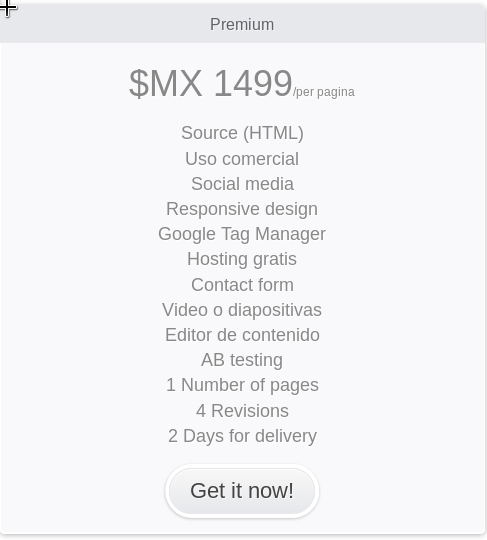 Premium
$MX 1499/per pagina
Source (HTML)
Uso comercial
Social media
Responsive design
Google Tag Manager
Hosting gratis
Contact form
Video o diapositivas
Editor de contenido
AB testing
1 Number of pages
4 Revisions
2 Days for delivery
Get it now!